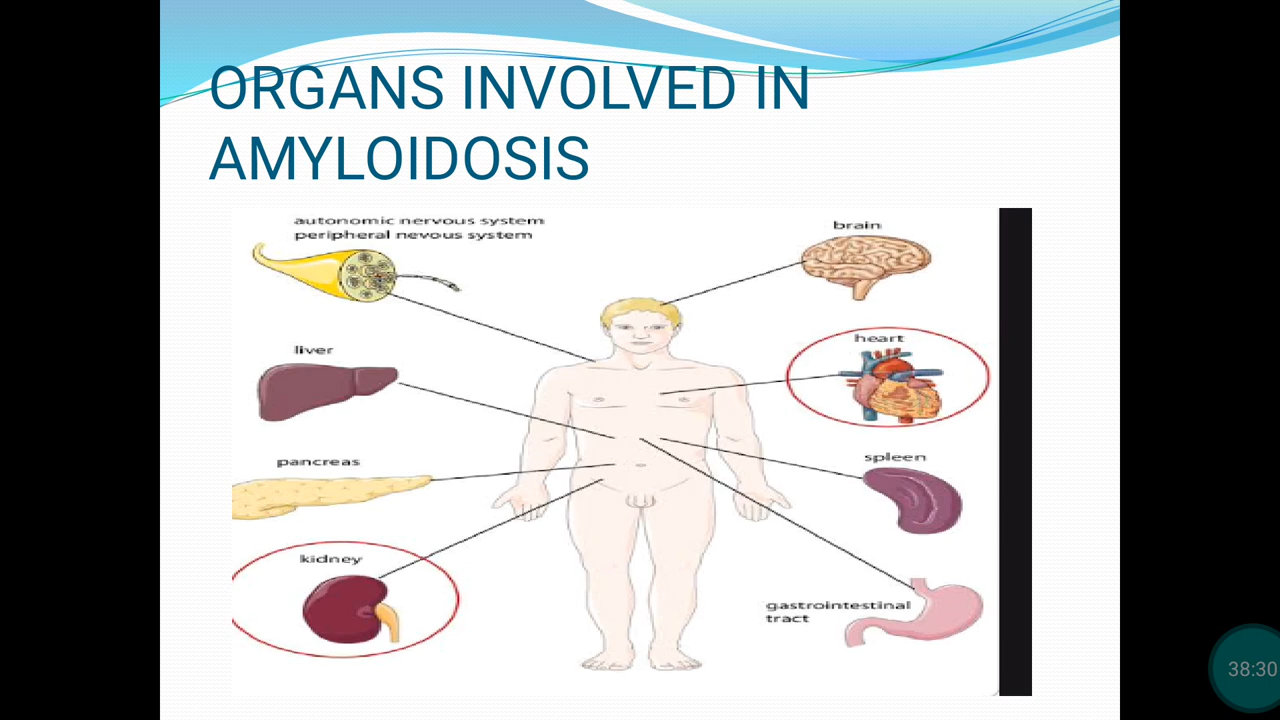 ORGANS INVOLVED IN
AMYLOIDOSIS
autonomic nervous system
peripheral nevous system
brain
liver
heart
pancreas
spleen
kidney
gastrointestinal
tract
38:30